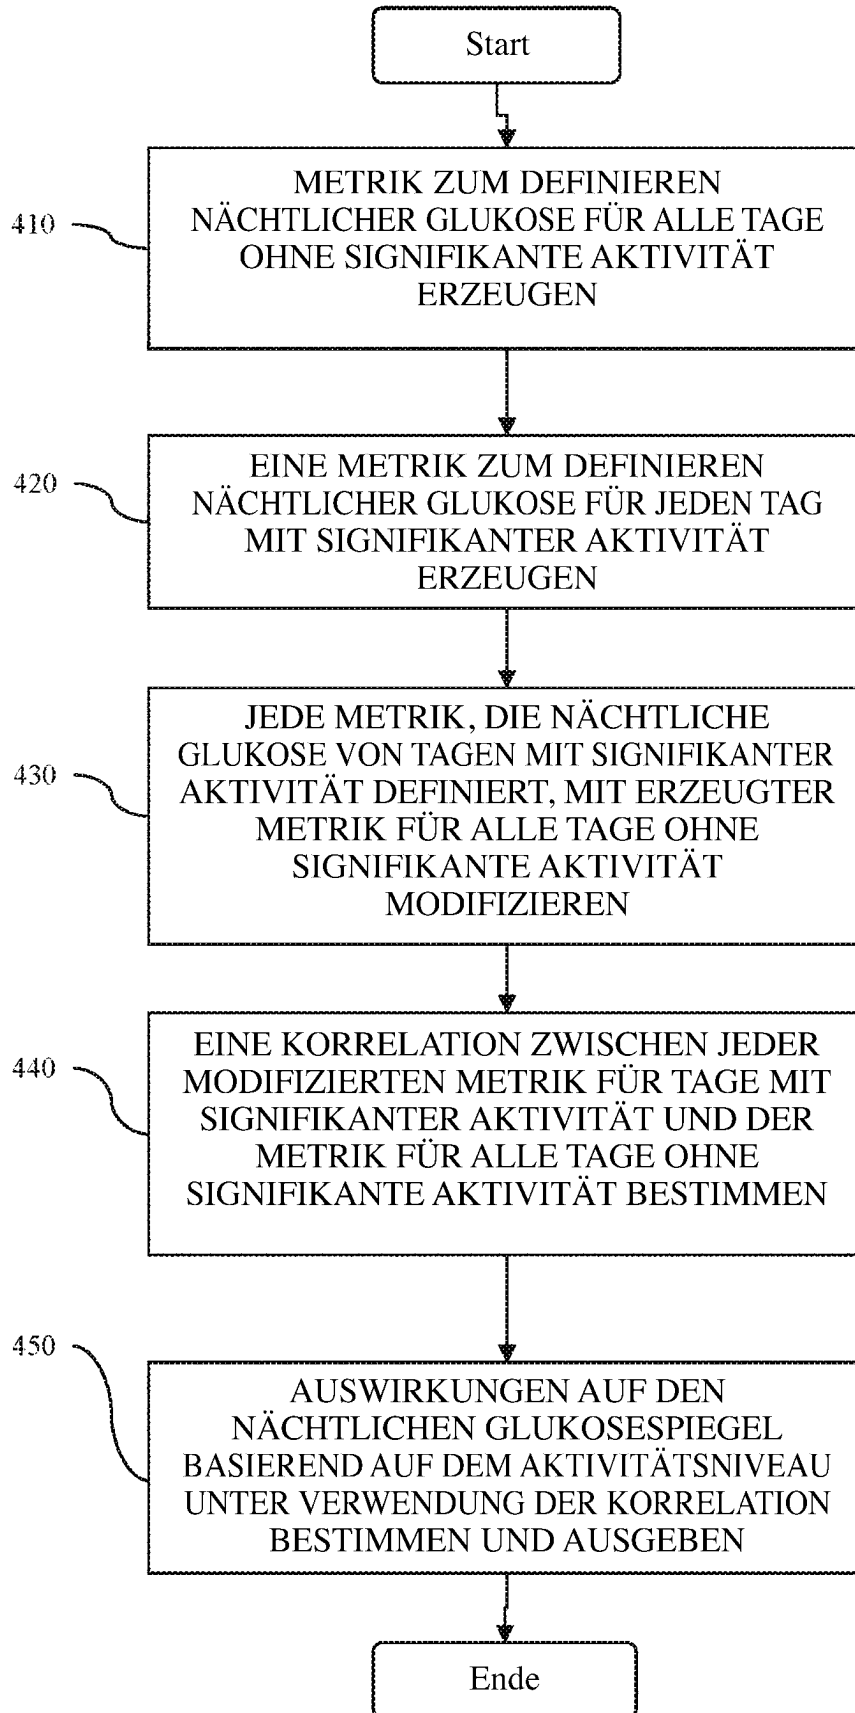 Start
410
METRIK ZUM DEFINIEREN
NÄCHTLICHER GLUKOSE FÜR ALLE TAGE
OHNE SIGNIFIKANTE AKTIVITÄT
ERZEUGEN
420
EINE METRIK ZUM DEFINIEREN
NÄCHTLICHER GLUKOSE FÜR JEDEN TAG
MIT SIGNIFIKANTER AKTIVITÄT
ERZEUGEN
430
JEDE METRIK, DIE NÄCHTLICHE
GLUKOSE VON TAGEN MIT SIGNIFIKANTER
AKTIVITÄT DEFINIERT, MIT ERZEUGTER
METRIK FÜR ALLE TAGE OHNE
SIGNIFIKANTE AKTIVITÄT
MODIFIZIEREN
440
EINE KORRELATION ZWISCHEN JEDER
MODIFIZIERTEN METRIK FÜR TAGE MIT
SIGNIFIKANTER AKTIVITÄT UND DER
METRIK FÜR ALLE TAGE OHNE
SIGNIFIKANTE AKTIVITÄT BESTIMMEN
450
AUSWIRKUNGEN AUF DEN
NÄCHTLICHEN GLUKOSESPIEGEL
BASIEREND AUF DEM AKTIVITÄTSNIVEAU
UNTER VERWENDUNG DER KORRELATION
BESTIMMEN UND AUSGEBEN
Ende